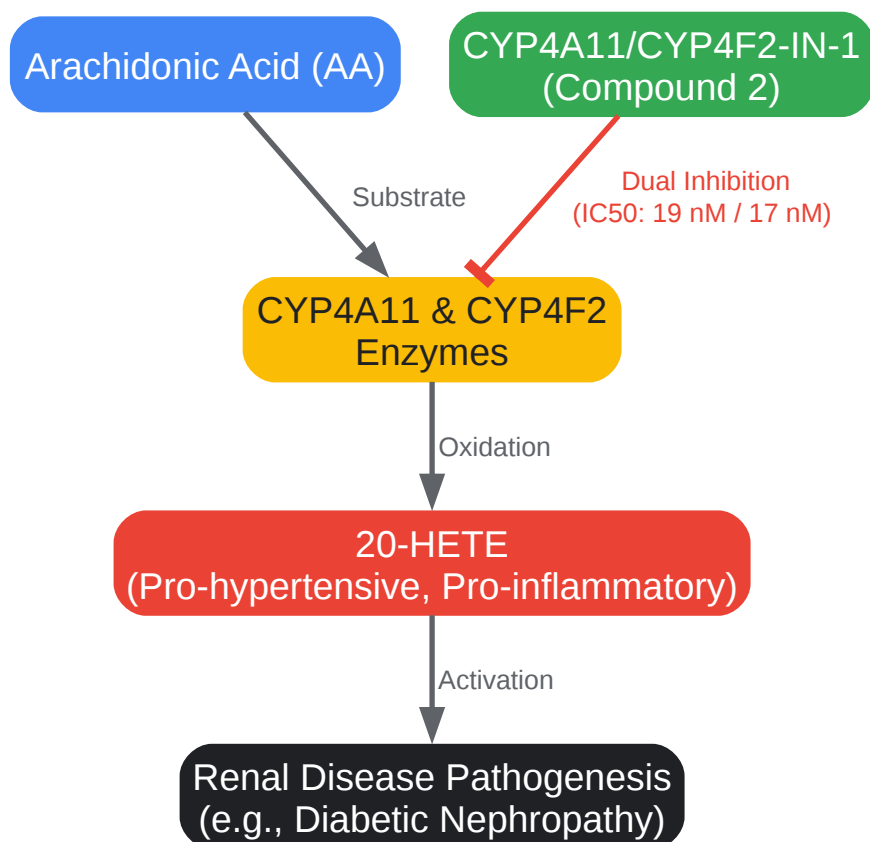 Arachidonic Acid (AA)
CYP4A11/CYP4F2-IN-1
(Compound 2)
Substrate
Dual Inhibition
(IC50: 19 nM / 17 nM)
CYP4A11 & CYP4F2
Enzymes
Oxidation
20-HETE
(Pro-hypertensive, Pro-inflammatory)
Activation
Renal Disease Pathogenesis
(e.g., Diabetic Nephropathy)